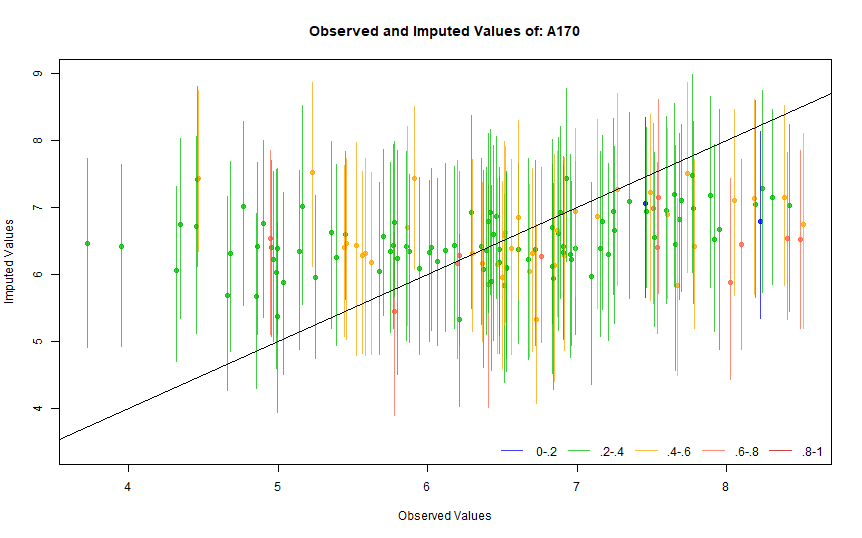 Observed and Imputed Values of: A170
Imputed Values
9
8
7
6
5
4
0-.2 .2-.4 .4-.6 .6-.8 .8-1
4 5 6 7 8
Observed Values